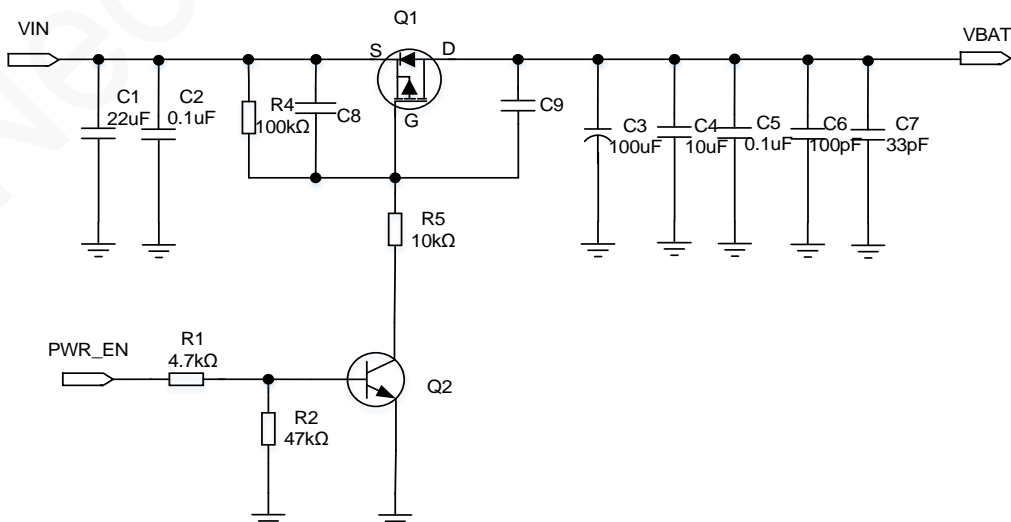 VIN
Q1
VBAT
S
D
G
C1
22uF
C2
0.1uF
R4
100kΩ
C8
C9
C3
100uF
C4
10uF
C5
0.1uF
C6
100pF
C7
33pF
R5
10kΩ
PWR_EN
R1
4.7kΩ
Q2
R2
47kΩ